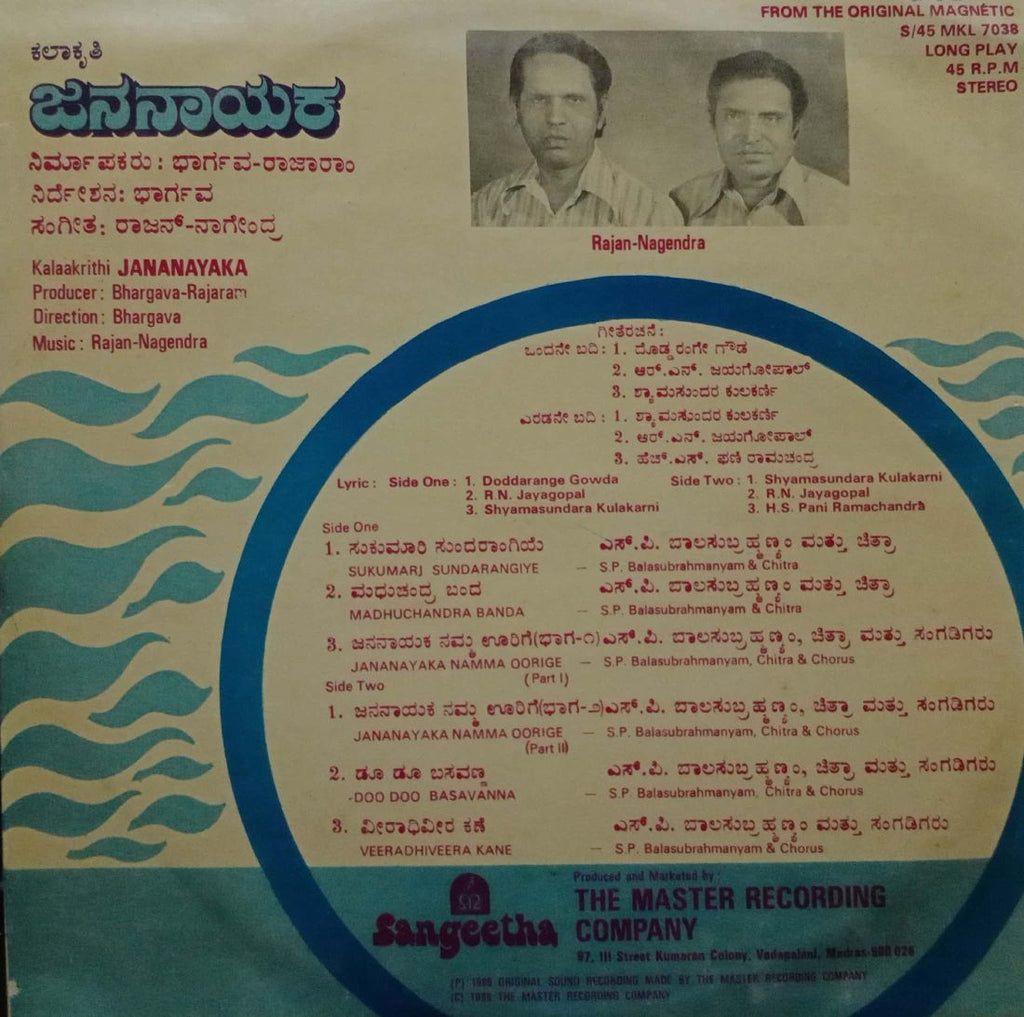 FROM THE ORIGINAL MAGNETIC
S/45 MKL 7038
LONG PLAY
45 R.P.M
STEREO
ಕಲಾಕೃತಿ
ಜನನಾಯಕ
ನಿರ್ಮಾಪಕರು : ಭಾರ್ಗವ-ರಾಜಾರಾಂ
ನಿರ್ದೇಶನ: ಭಾರ್ಗವ
ಸಂಗೀತ: ರಾಜನ್-ನಾಗೇಂದ್ರ
Kalaakrithi JANANAYAKA
Producer: Bhargava-Rajaram
Direction: Bhargava
Music: Rajan-Nagendra
Rajan-Nagendra
ಗೀತೆರಚನೆ:
ಒಂದನೇ ಬದಿ: 1. ದೊಡ್ಡರಂಗೇ ಗೌಡ
2. ಆರ್.ಎನ್. ಜಯಗೋಪಾಲ್
3. ಶ್ಯಾಮಸುಂದರ ಕುಲಕರ್ಣಿ
ಎರಡನೇ ಬದಿ: 1. ಶ್ಯಾಮಸುಂದರ ಕುಲಕರ್ಣಿ
2. ಆರ್.ಎನ್. ಜಯಗೋಪಾಲ್
3. ಹೆಚ್.ಎಸ್. ಫಣಿ ರಾಮಚಂದ್ರ
Lyric: Side One: 1. Doddarange Gowda Side Two: 1. Shyamasundara Kulakarni
2. R.N. Jayagopal 2. R.N. Jayagopal
3. Shyamasundara Kulakarni 3. H.S. Pani Ramachandra
Side One
1. ಸುಕುಮಾರಿ ಸುಂದರಾಂಗಿಯೆ ಎಸ್.ಪಿ. ಬಾಲಸುಬ್ರಹ್ಮಣ್ಯಂ ಮತ್ತು ಚಿತ್ರಾ
SUKUMARJ SUNDARANGIYE – S.P. Balasubrahmanyam & Chitra
2. ಮಧುಚಂದ್ರ ಬಂದ ಎಸ್.ಪಿ. ಬಾಲಸುಬ್ರಹ್ಮಣ್ಯಂ ಮತ್ತು ಚಿತ್ರಾ
MADHUCHANDRA BANDA – S.P. Balasubrahmanyam & Chitra
3. ಜನನಾಯಕ ನಮ್ಮ ಊರಿಗೆ(ಭಾಗ-೧) ಎಸ್.ಪಿ. ಬಾಲಸುಬ್ರಹ್ಮಣ್ಯಂ, ಚಿತ್ರಾ ಮತ್ತು ಸಂಗಡಿಗರು
JANANAYAKA NAMMA OORIGE – S.P. Balasubrahmanyam, Chitra & Chorus
(Part I)
Side Two
1. ಜನನಾಯಕ ನಮ್ಮ ಊರಿಗೆ(ಭಾಗ-೨) ಎಸ್.ಪಿ. ಬಾಲಸುಬ್ರಹ್ಮಣ್ಯಂ, ಚಿತ್ರಾ ಮತ್ತು ಸಂಗಡಿಗರು
JANANAYAKA NAMMA OORIGE – S.P. Balasubrahmanyam, Chitra & Chorus
(Part II)
2. ಡೂ ಡೂ ಬಸವಣ್ಣ ಎಸ್.ಪಿ. ಬಾಲಸುಬ್ರಹ್ಮಣ್ಯಂ, ಚಿತ್ರಾ ಮತ್ತು ಸಂಗಡಿಗರು
DOO DOO BASAVANNA – S.P. Balasubrahmanyam, Chitra & Chorus
3. ವೀರಾಧಿವೀರ ಕಣೆ ಎಸ್.ಪಿ. ಬಾಲಸುಬ್ರಹ್ಮಣ್ಯಂ ಮತ್ತು ಸಂಗಡಿಗರು
VEERADHIVEERA KANE – S.P. Balasubrahmanyam & Chorus
Sangeetha
Produced and Marketed by:
THE MASTER RECORDING
COMPANY
97, III Street Kumaran Colony, Vadapalani, Madras-600 026
(P) ORIGINAL SOUND RECORDING MADE BY THE MASTER RECORDING COMPANY
(C) THE MASTER RECORDING COMPANY